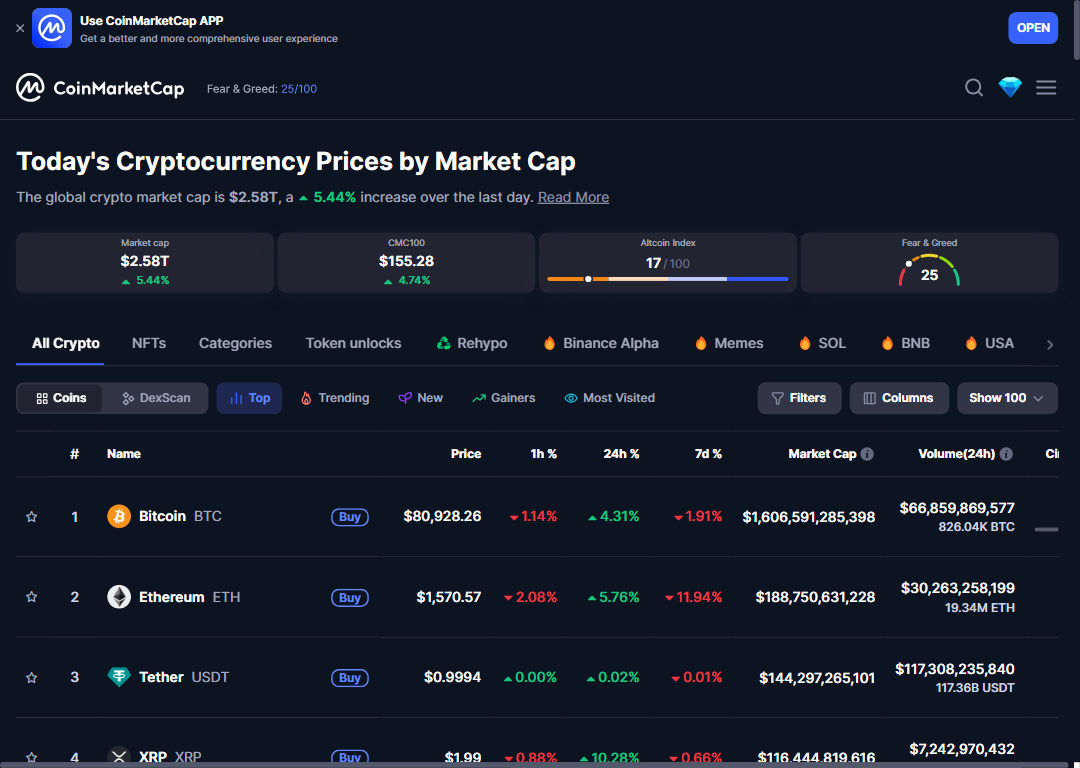 Use CoinMarketCap APP
Get a better and more comprehensive user experience
OPEN
CoinMarketCap
Fear & Greed: 25/100
Today's Cryptocurrency Prices by Market Cap
The global crypto market cap is $2.58T, a 5.44% increase over the last day. Read More
Market cap
$2.58T
5.44%
CMC100
$155.28
4.74%
Altcoin Index
17 /100
Fear & Greed
25
All Crypto NFTs Categories Token unlocks Rehypo Binance Alpha Memes SOL BNB USA
Coins DexScan Top Trending New Gainers Most Visited Filters Columns Show 100
# Name Price 1h % 24h % 7d % Market Cap Volume(24h)
1 Bitcoin BTC Buy $80,928.26 1.14% 4.31% 1.91% $1,606,591,285,398 $66,859,869,577
826.04K BTC
2 Ethereum ETH Buy $1,570.57 2.08% 5.76% 11.94% $188,750,631,228 $30,263,258,199
19.34M ETH
3 Tether USDT Buy $0.9994 0.00% 0.02% 0.01% $144,297,265,101 $117,308,235,840
117.36B USDT
4 XRP XRP Buy $1.99 0.88% 10.28% 0.66% $116,444,819,616 $7,242,970,432